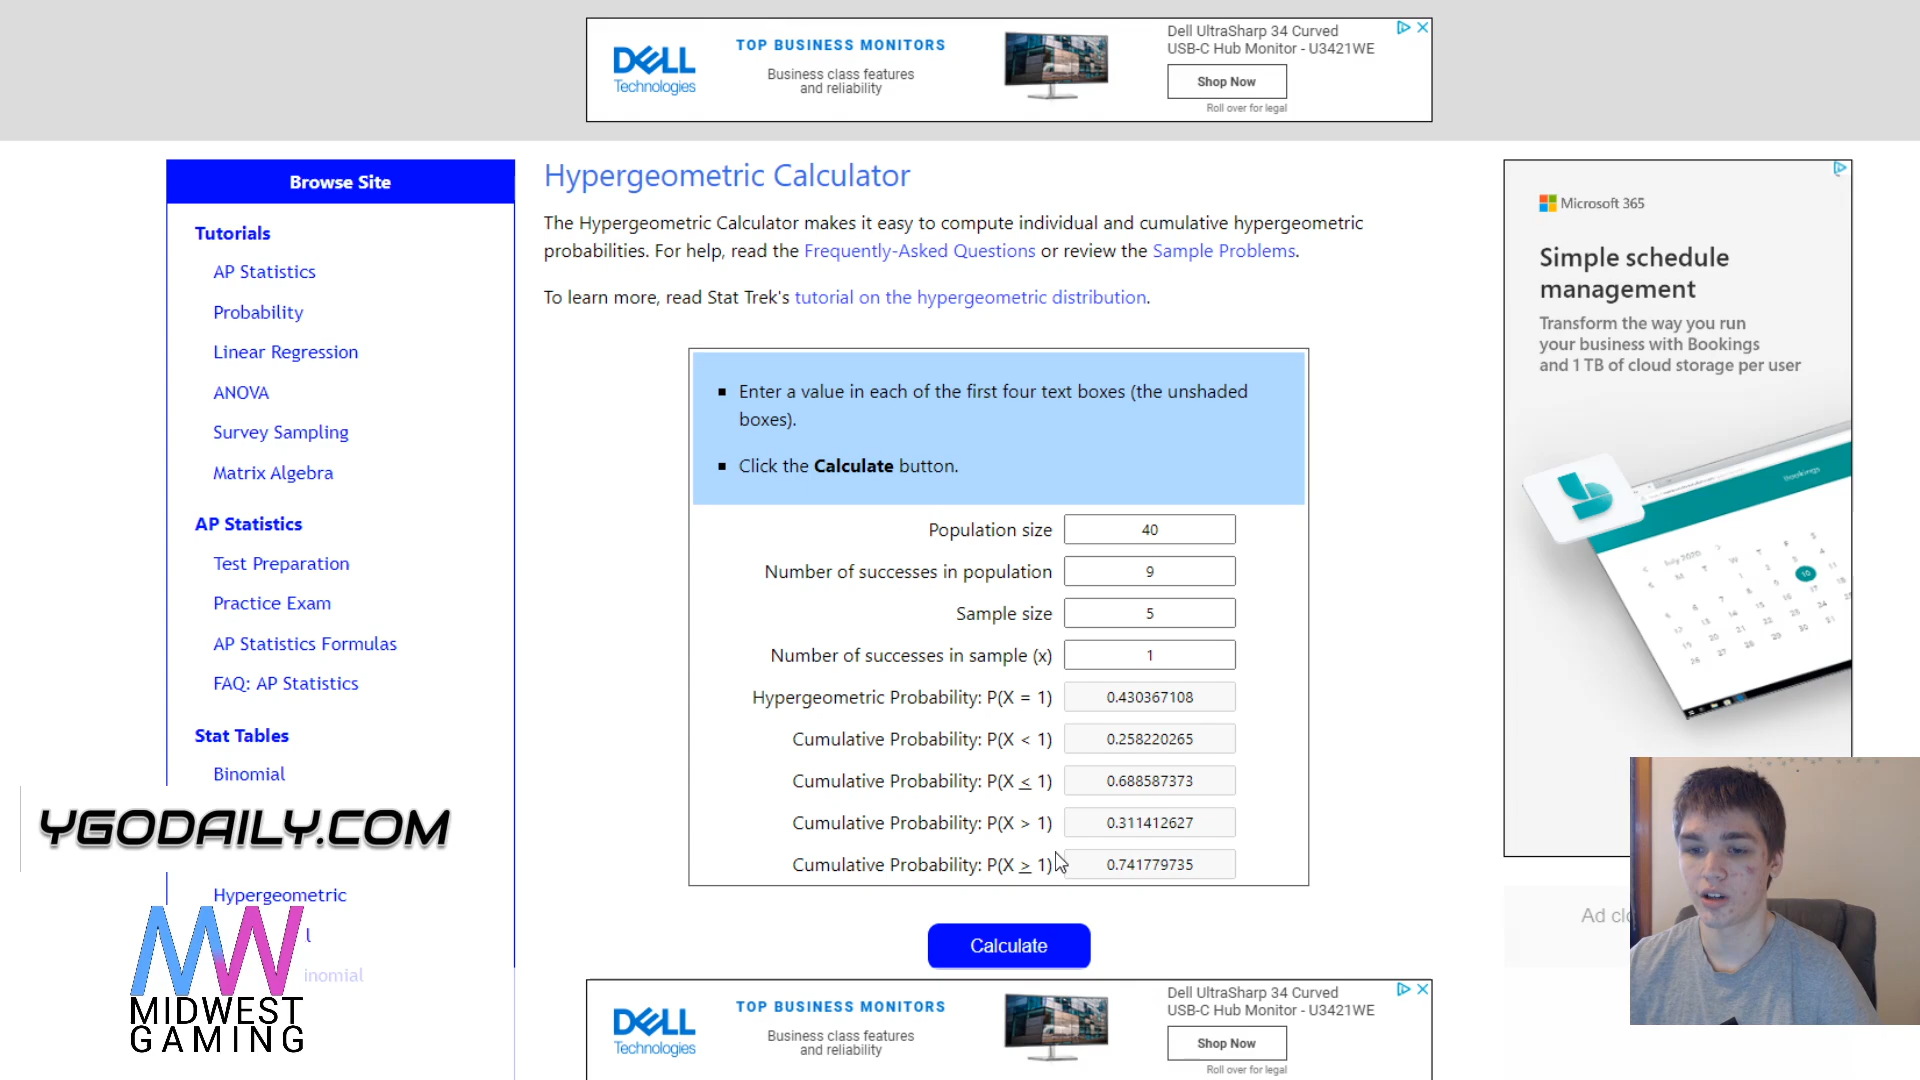 DELL
Technologies
TOP BUSINESS MONITORS
Business class features
and reliability
Dell UltraSharp 34 Curved
USB-C Hub Monitor - U3421WE
Shop Now
Roll over for legal
Browse Site
Tutorials
AP Statistics
Probability
Linear Regression
ANOVA
Survey Sampling
Matrix Algebra
AP Statistics
Test Preparation
Practice Exam
AP Statistics Formulas
FAQ: AP Statistics
Stat Tables
Binomial
YGODAILY.COM
Hypergeometric
l
inomial
MW
MIDWEST
GAMING
Hypergeometric Calculator
The Hypergeometric Calculator makes it easy to compute individual and cumulative hypergeometric
probabilities. For help, read the Frequently-Asked Questions or review the Sample Problems.
To learn more, read Stat Trek's tutorial on the hypergeometric distribution.
Enter a value in each of the first four text boxes (the unshaded
boxes).
Click the Calculate button.
Population size 40
Number of successes in population 9
Sample size 5
Number of successes in sample (x) 1
Hypergeometric Probability: P(X = 1) 0.430367108
Cumulative Probability: P(X < 1) 0.258220265
Cumulative Probability: P(X ≤ 1) 0.688587373
Cumulative Probability: P(X > 1) 0.311412627
Cumulative Probability: P(X ≥ 1) 0.741779735
Calculate
DELL
Technologies
TOP BUSINESS MONITORS
Business class features
and reliability
Dell UltraSharp 34 Curved
USB-C Hub Monitor - U3421WE
Shop Now
Roll over for legal
Microsoft 365
Simple schedule
management
Transform the way you run
your business with Bookings
and 1 TB of cloud storage per user
Bookings
July 2020
Ad clo